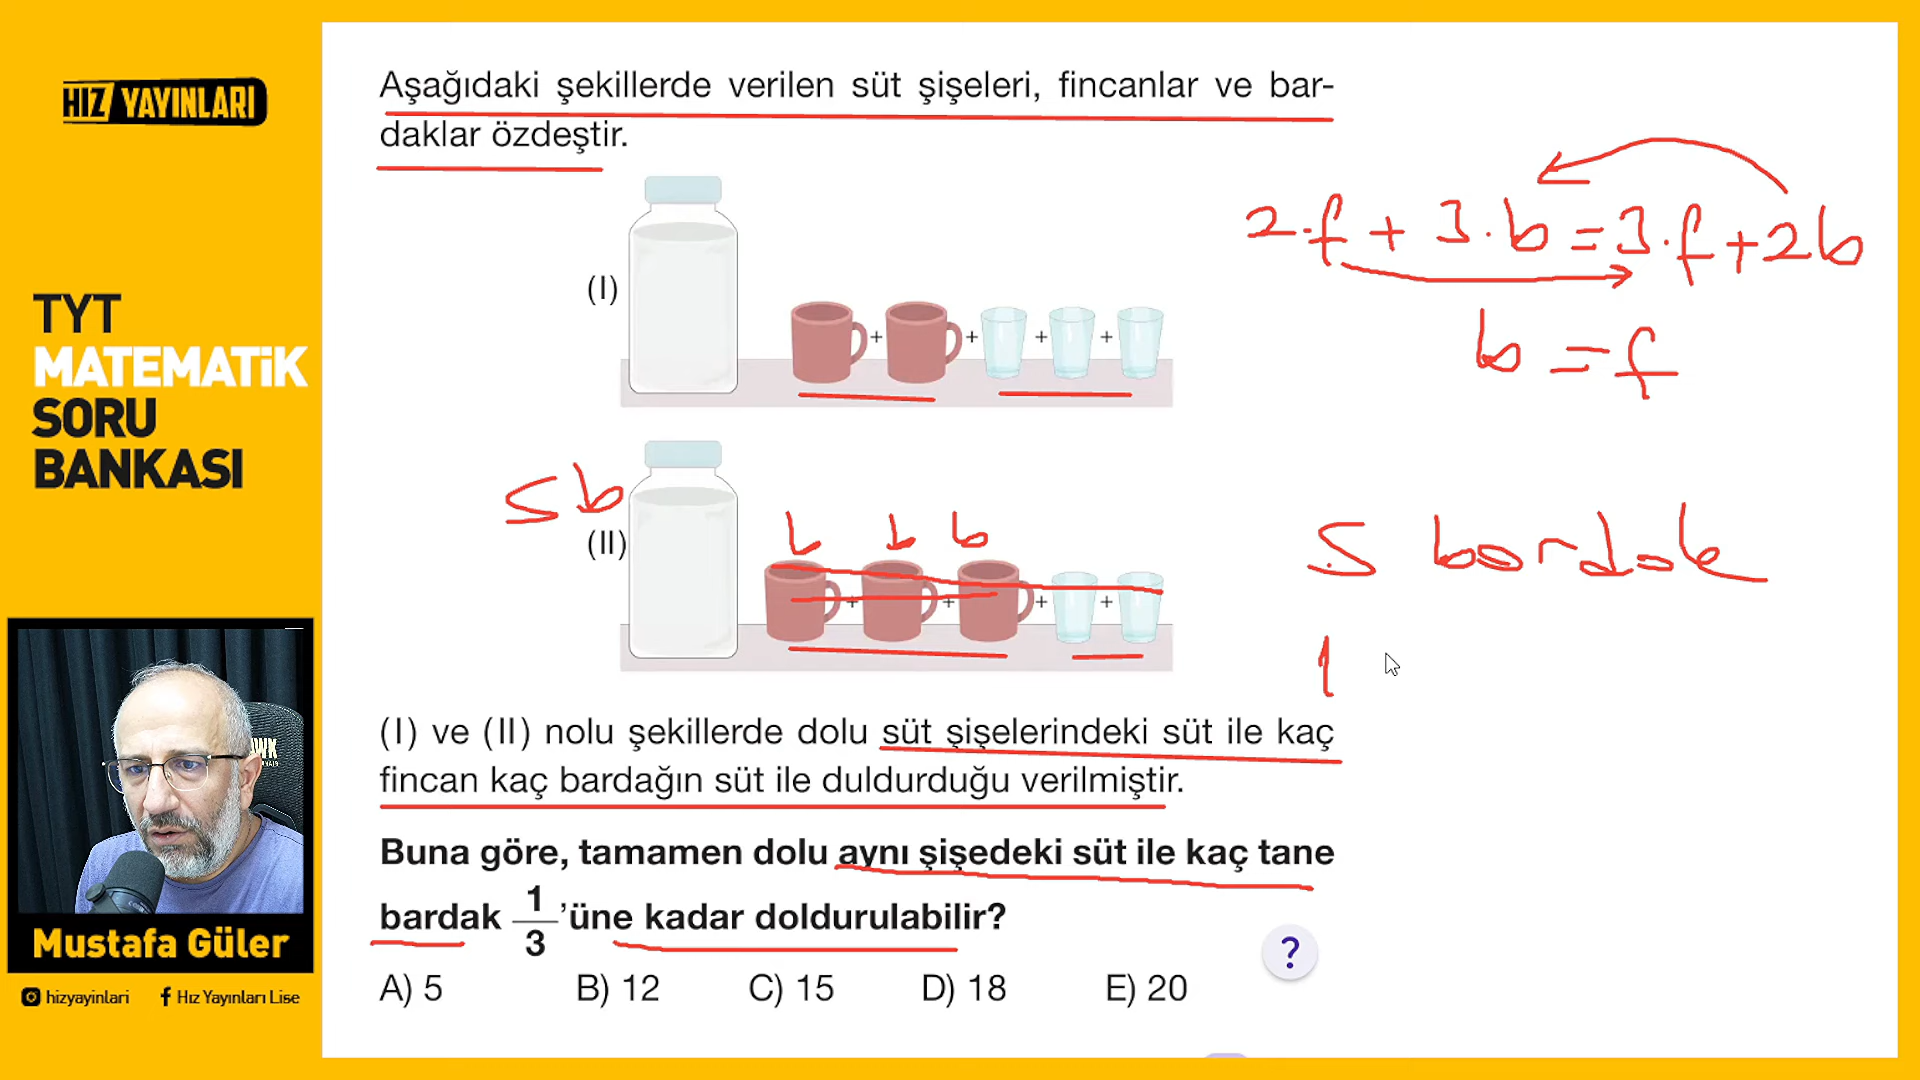 HIZ YAYINLARI
TYT
MATEMATİK
SORU
BANKASI
Mustafa Güler
hizyayinlari
Hız Yayınları Lise
Aşağıdaki şekillerde verilen süt şişeleri, fincanlar ve bar-
daklar özdeştir.
(I)
+ + + +
5b
(II)
b b b
+ + + +
(I) ve (II) nolu şekillerde dolu süt şişelerindeki süt ile kaç
fincan kaç bardağın süt ile duldurduğu verilmiştir.
Buna göre, tamamen dolu aynı şişedeki süt ile kaç tane
bardak 1/3 'üne kadar doldurulabilir?
A) 5 B) 12 C) 15 D) 18 E) 20
?
2·f + 3·b = 3·f + 2b
b = f
5 bardak
1